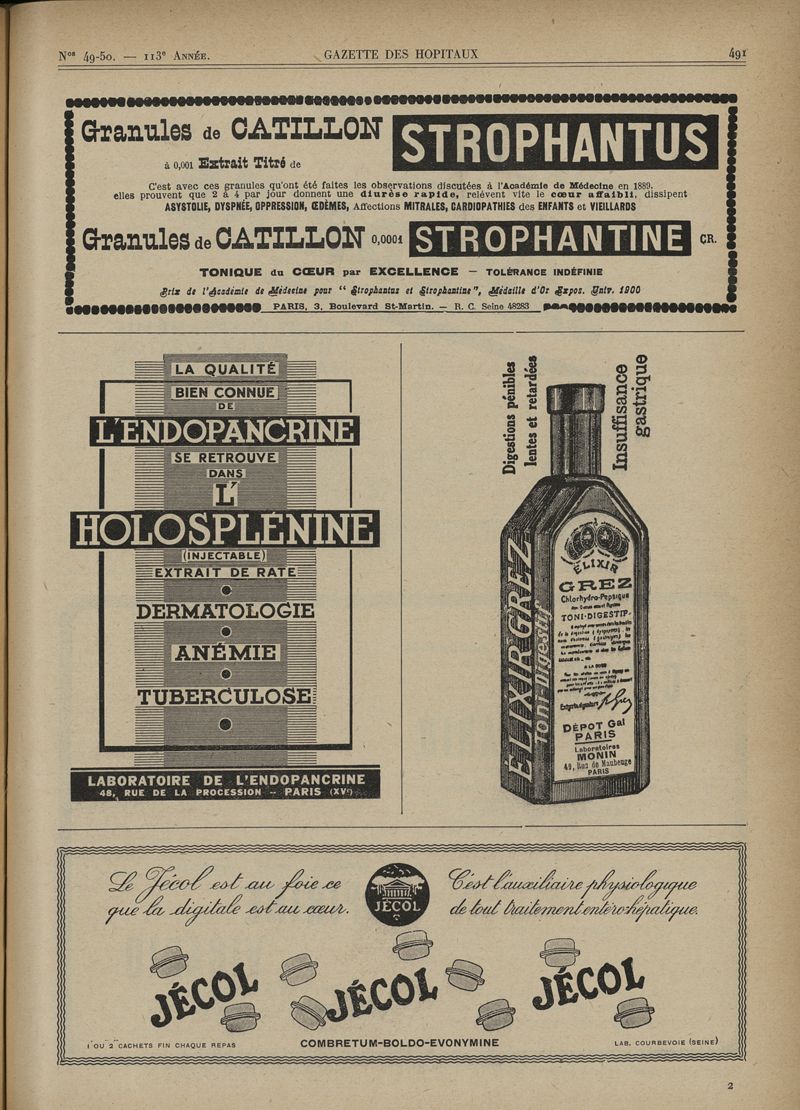 Nos 49-50. — 113e ANNÉE.
GAZETTE DES HOPITAUX
491
Granules de CATILLON STROPHANTUS
à 0,001 Extrait Titré de
C'est avec ces granules qu'ont été faites les observations discutées à l'Académie de Médecine en 1889.
elles prouvent que 2 à 4 par jour donnent une diurèse rapide, relèvent vite le cœur affaibli, dissipent
ASYSTOLIE, DYSPNÉE, OPPRESSION, ŒDÈMES, Affections MITRALES, CARDIOPATHIES des ENFANTS et VIEILLARDS
Granules de CATILLON 0,0001 STROPHANTINE CR.
TONIQUE du CŒUR par EXCELLENCE — TOLÉRANCE INDÉFINIE
Prix de l'Académie de Médecine pour “ Strophantus et Strophantine ”, Médaille d'Or Expos. Univ. 1900
PARIS, 3, Boulevard St-Martin. — R. C. Seine 48283
LA QUALITÉ
BIEN CONNUE
DE
L'ENDOPANCRINE
SE RETROUVE
DANS
L'
HOLOSPLÉNINE
(INJECTABLE)
EXTRAIT DE RATE
DERMATOLOGIE
ANÉMIE
TUBERCULOSE
LABORATOIRE DE L'ENDOPANCRINE
48, RUE DE LA PROCESSION — PARIS (XVe)
Digestions pénibles
lentes et retardées
Insuffisance
gastrique
ÉLIXIR GREZ
Toni-Digestif
ÉLIXIR
GREZ
Chlorhydro-Pepsique
TONI-DIGESTIF
A LA DOSE
DÉPOT Gal
PARIS
Laboratoires
MONIN
49, Rue de Maubeuge
PARIS
Le Jécol est au foie ce
que la digitale est au cœur.
JÉCOL
C'est l'auxiliaire physiologique
de tout traitement entéro-hépatique.
JÉCOL
JÉCOL
JÉCOL
1 OU 2 CACHETS FIN CHAQUE REPAS
COMBRETUM-BOLDO-EVONYMINE
LAB. COURBEVOIE (SEINE)
2